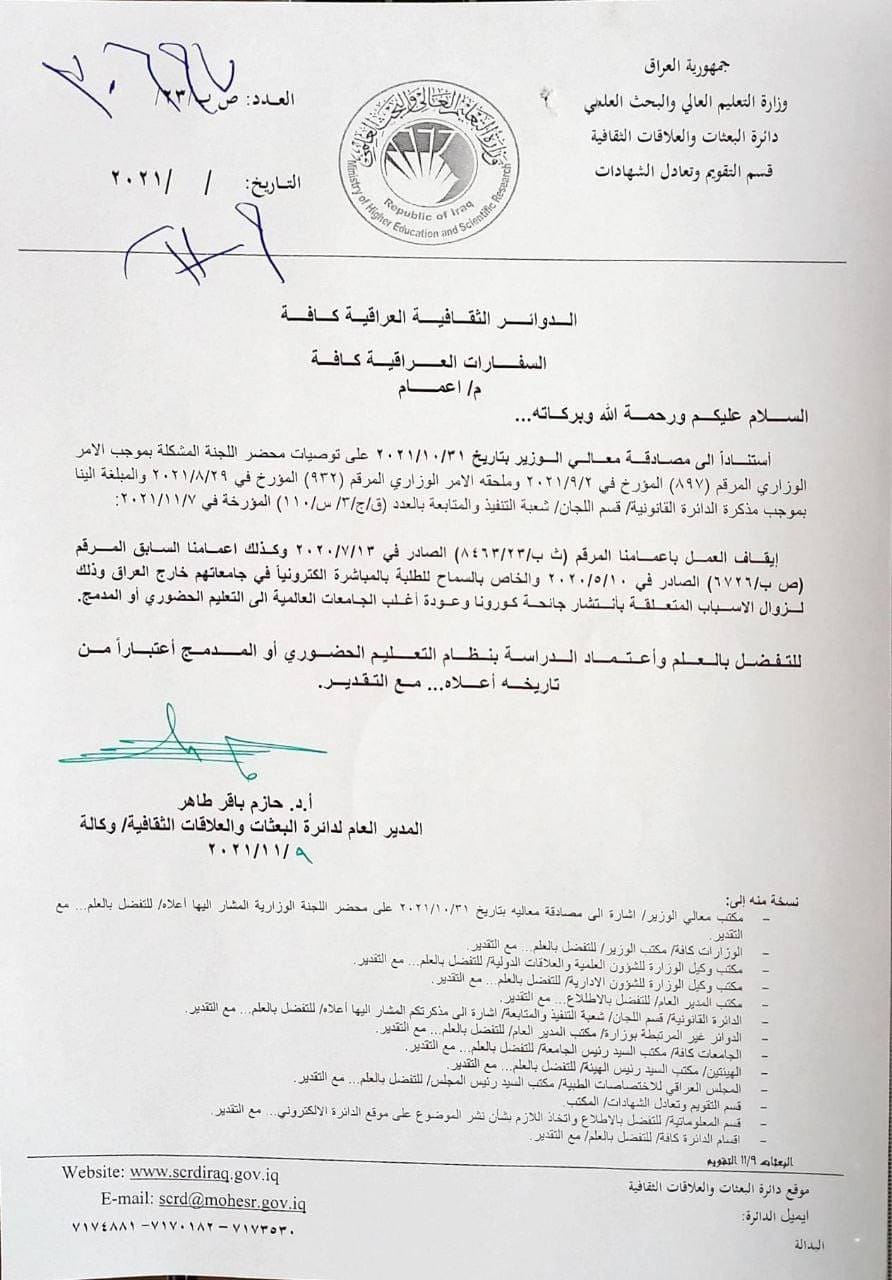 جمهورية العراق
وزارة التعليم العالي والبحث العلمي
دائرة البعثات والعلاقات الثقافية
قسم التقويم وتعادل الشهادات
وزارة التعليم العالي والبحث العلمي
Republic of Iraq
Ministry of Higher Education and Scientific Research
العدد: ص ب/٢٣/
التاريخ: / /٢٠٢١
الدوائر الثقافية العراقية كافة
السفارات العراقية كافة
م/ اعمام
السلام عليكم ورحمة الله وبركاته...
أستناداً الى مصادقة معالي الوزير بتاريخ ٢٠٢١/١٠/٣١ على توصيات محضر اللجنة المشكلة بموجب الامر
الوزاري المرقم (٨٩٧) المؤرخ في ٢٠٢١/٩/٢ وملحقه الامر الوزاري المرقم (٩٣٢) المؤرخ في ٢٠٢١/٨/٢٩ والمبلغة الينا
بموجب مذكرة الدائرة القانونية/ قسم اللجان/ شعبة التنفيذ والمتابعة بالعدد (ق/ج/٣/ س/١١٠) المؤرخة في ٢٠٢١/١١/٧:
إيقاف العمل باعمامنا المرقم (ث ب/٨٤٦٣/٢٣) الصادر في ٢٠٢٠/٧/١٣ وكذلك اعمامنا السابق المرقم
(ص ب/٦٧٢٦) الصادر في ٢٠٢٠/٥/١٠ والخاص بالسماح للطلبة بالمباشرة الكترونياً في جامعاتهم خارج العراق وذلك
لزوال الاسباب المتعلقة بأنتشار جائحة كورونا وعودة أغلب الجامعات العالمية الى التعليم الحضوري أو المدمج.
للتفضل بالعلم وأعتماد الدراسة بنظام التعليم الحضوري أو المدمج أعتباراً من
تاريخه أعلاه... مع التقدير.
أ.د. حازم باقر طاهر
المدير العام لدائرة البعثات والعلاقات الثقافية/ وكالة
٢٠٢١/١١/٩
نسخة منه إلى:
- مكتب معالي الوزير/ اشارة الى مصادقة معاليه بتاريخ ٢٠٢١/١٠/٣١ على محضر اللجنة الوزارية المشار اليها أعلاه/ للتفضل بالعلم... مع
التقدير.
- الوزارات كافة/ مكتب الوزير/ للتفضل بالعلم... مع التقدير.
- مكتب وكيل الوزارة للشؤون العلمية والعلاقات الدولية/ للتفضل بالعلم... مع التقدير.
- مكتب وكيل الوزارة للشؤون الادارية/ للتفضل بالعلم... مع التقدير.
- مكتب المدير العام/ للتفضل بالاطلاع... مع التقدير.
- الدائرة القانونية/ قسم اللجان/ شعبة التنفيذ والمتابعة/ اشارة الى مذكرتكم المشار اليها أعلاه/ للتفضل بالعلم... مع التقدير.
- الدوائر غير المرتبطة بوزارة/ مكتب المدير العام/ للتفضل بالعلم... مع التقدير.
- الجامعات كافة/ مكتب السيد رئيس الجامعة/ للتفضل بالعلم... مع التقدير.
- الهيئتين/ مكتب السيد رئيس الهيئة/ للتفضل بالعلم... مع التقدير.
- المجلس العراقي للاختصاصات الطبية/ مكتب السيد رئيس المجلس/ للتفضل بالعلم... مع التقدير.
- قسم التقويم وتعادل الشهادات/ المكتب.
- قسم المعلوماتية/ للتفضل بالاطلاع واتخاذ اللازم بشأن نشر الموضوع على موقع الدائرة الالكتروني... مع التقدير.
- اقسام الدائرة كافة/ للتفضل بالعلم/ مع التقدير.
البعثات ١١/٩ التقويم
موقع دائرة البعثات والعلاقات الثقافية
Website: www.scrdiraq.gov.iq
ايميل الدائرة:
E-mail: scrd@mohesr.gov.iq
البدالة
٧١٧٣٥٣٠ - ٧١٧٠١٨٢ - ٧١٧٤٨٨١